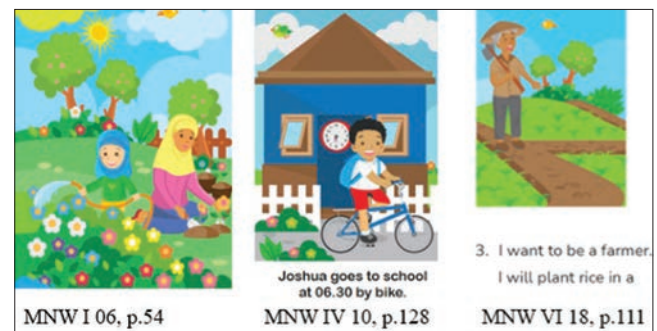 Joshua goes to school
at 06.30 by bike.
3. I want to be a farmer.
I will plant rice in a
MNW I 06, p.54
MNW IV 10, p.128
MNW VI 18, p.111